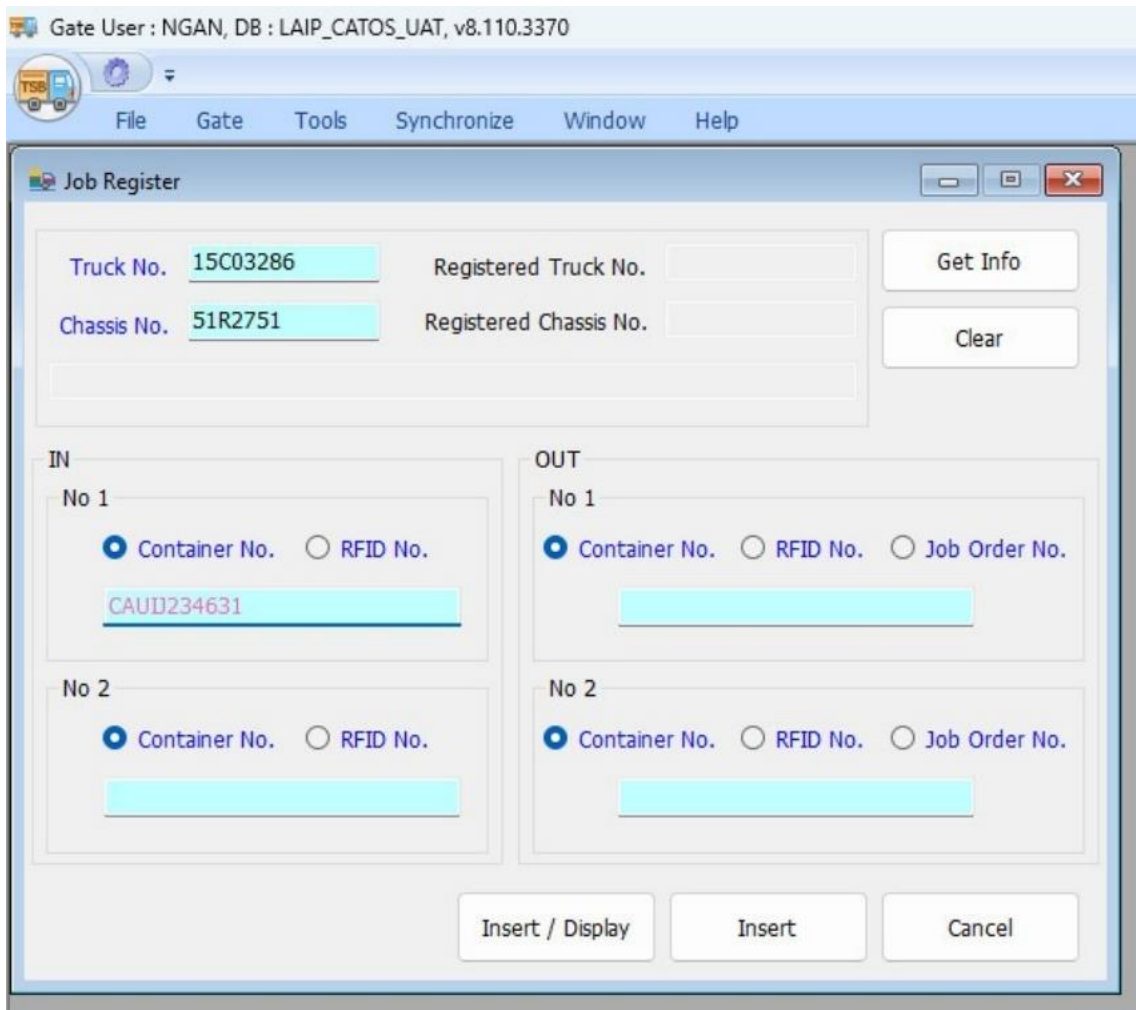 Gate User : NGAN, DB : LAIP_CATOS_UAT, v8.110.3370
TSB
File Gate Tools Synchronize Window Help
Job Register
Truck No. 15C03286 Registered Truck No. Get Info
Chassis No. 51R2751 Registered Chassis No. Clear
IN OUT
No 1 No 1
Container No. RFID No. Container No. RFID No. Job Order No.
No 2 No 2
Container No. RFID No. Container No. RFID No. Job Order No.
Insert / Display Insert Cancel